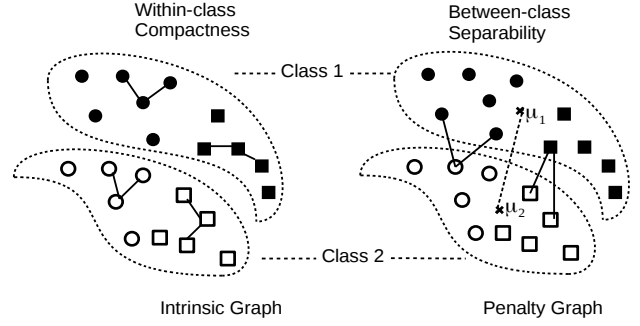 Within-class
Compactness
Between-class
Separability
Class 1
μ1
μ2
Class 2
Intrinsic Graph
Penalty Graph